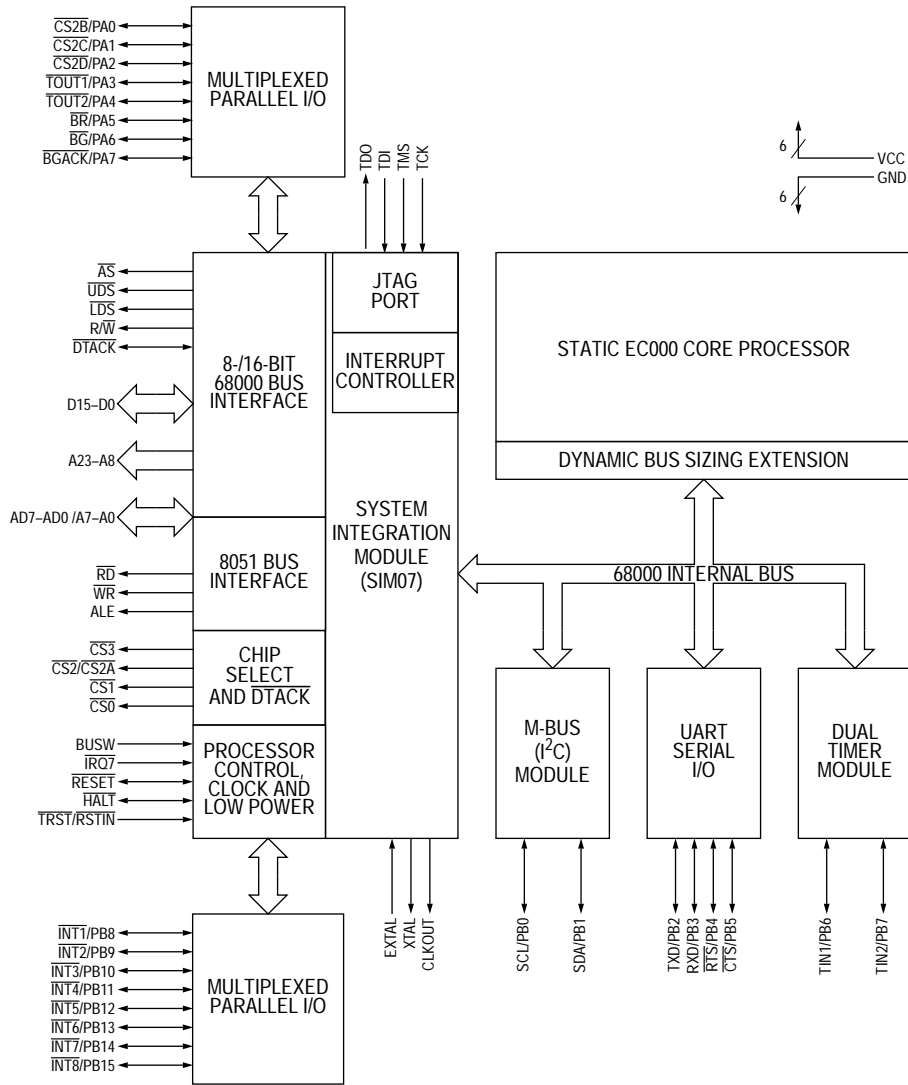 CS2B/PA0
CS2C/PA1
CS2D/PA2
TOUT1/PA3
TOUT2/PA4
BR/PA5
BG/PA6
BGACK/PA7
MULTIPLEXED
PARALLEL I/O
TDO
TDI
TMS
TCK
6
VCC
GND
6
AS
UDS
LDS
R/W
DTACK
D15–D0
A23–A8
AD7–AD0 /A7–A0
8-/16-BIT
68000 BUS
INTERFACE
JTAG
PORT
INTERRUPT
CONTROLLER
STATIC EC000 CORE PROCESSOR
DYNAMIC BUS SIZING EXTENSION
SYSTEM
INTEGRATION
MODULE
(SIM07)
RD
WR
ALE
8051 BUS
INTERFACE
68000 INTERNAL BUS
CS3
CS2/CS2A
CS1
CS0
CHIP
SELECT
AND DTACK
BUSW
IRQ7
RESET
HALT
TRST/RSTIN
PROCESSOR
CONTROL,
CLOCK AND
LOW POWER
M-BUS
(I²C)
MODULE
UART
SERIAL
I/O
DUAL
TIMER
MODULE
EXTAL
XTAL
CLKOUT
SCL/PB0
SDA/PB1
TXD/PB2
RXD/PB3
RTS/PB4
CTS/PB5
TIN1/PB6
TIN2/PB7
INT1/PB8
INT2/PB9
INT3/PB10
INT4/PB11
INT5/PB12
INT6/PB13
INT7/PB14
INT8/PB15
MULTIPLEXED
PARALLEL I/O